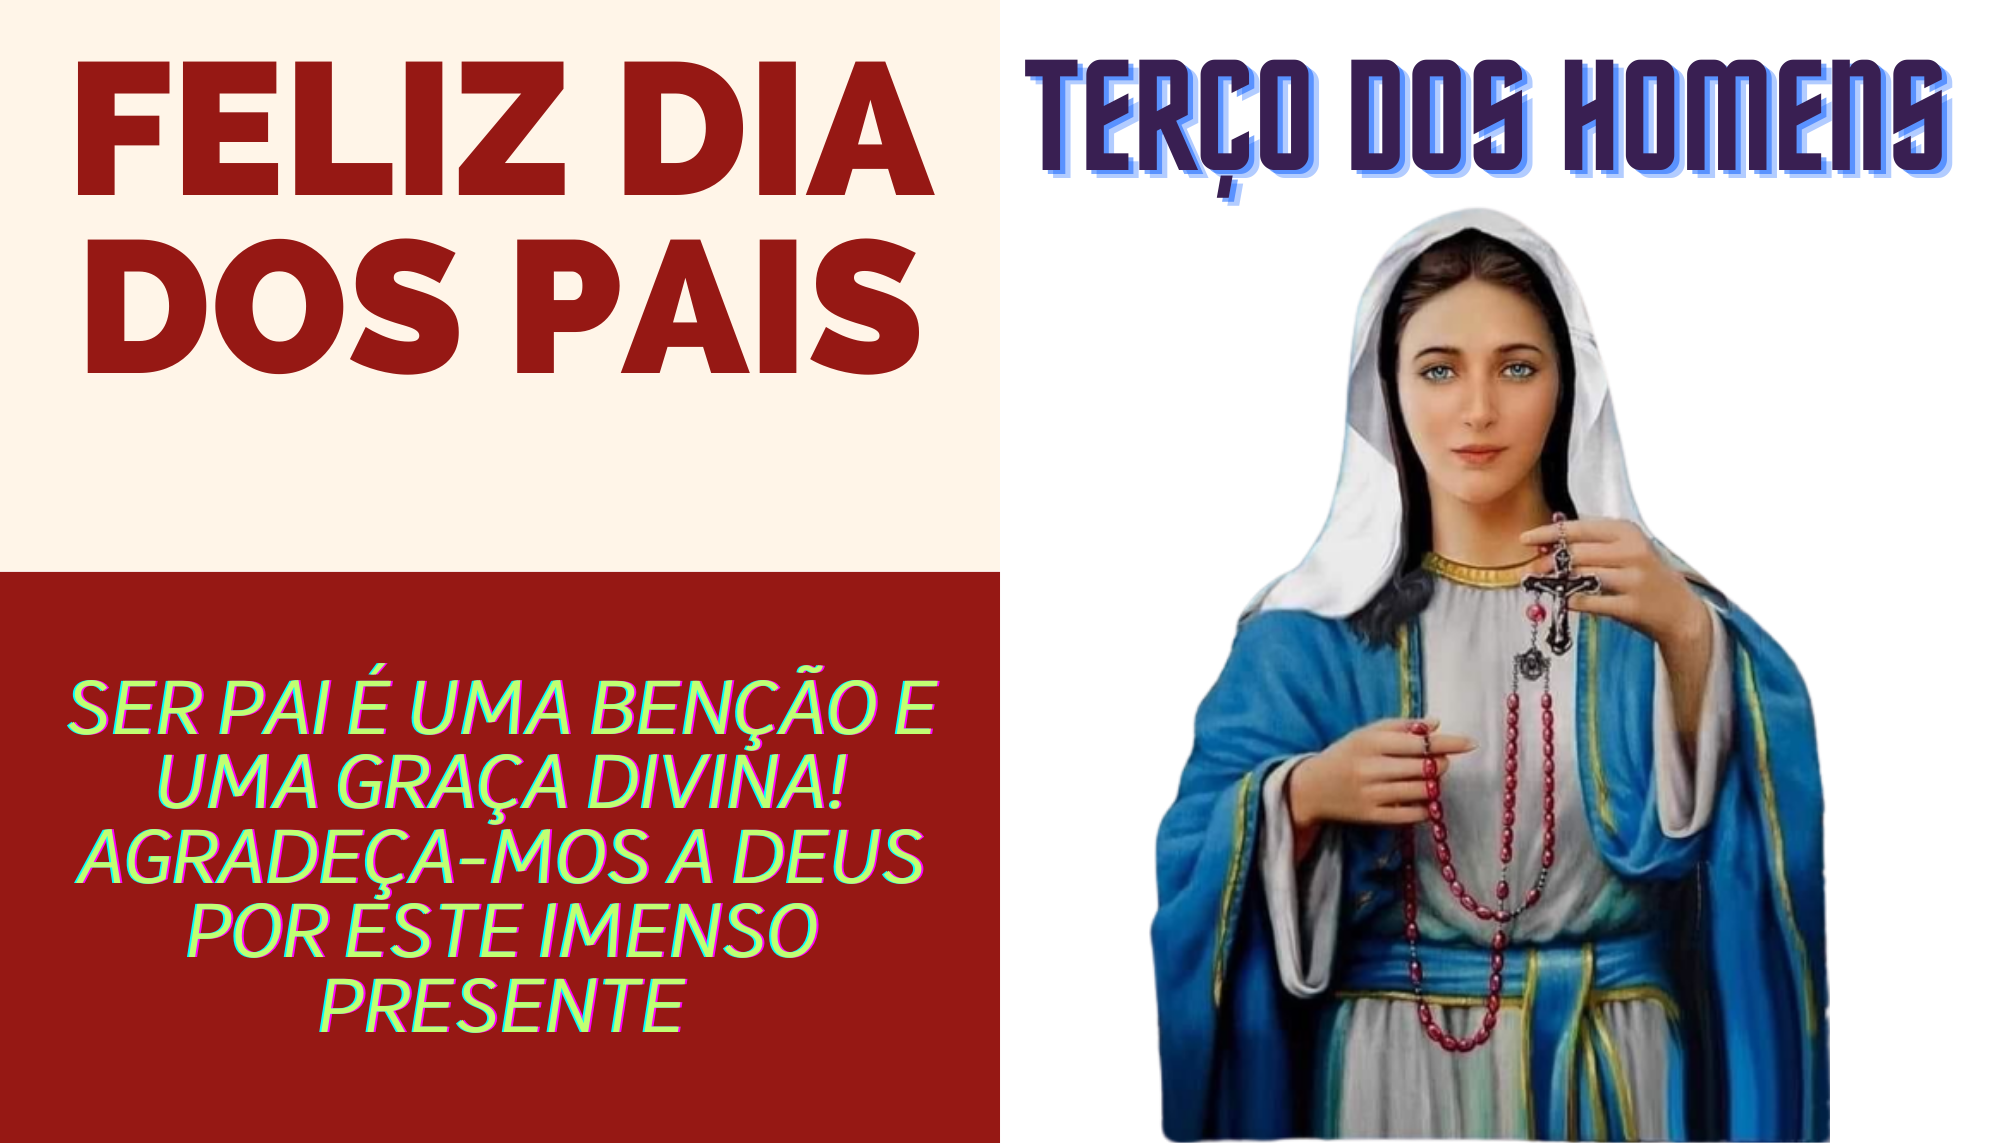 FELIZ DIA
DOS PAIS
SER PAI É UMA BENÇÃO E
UMA GRAÇA DIVINA!
AGRADEÇA-MOS A DEUS
POR ESTE IMENSO
PRESENTE
TERÇO DOS HOMENS